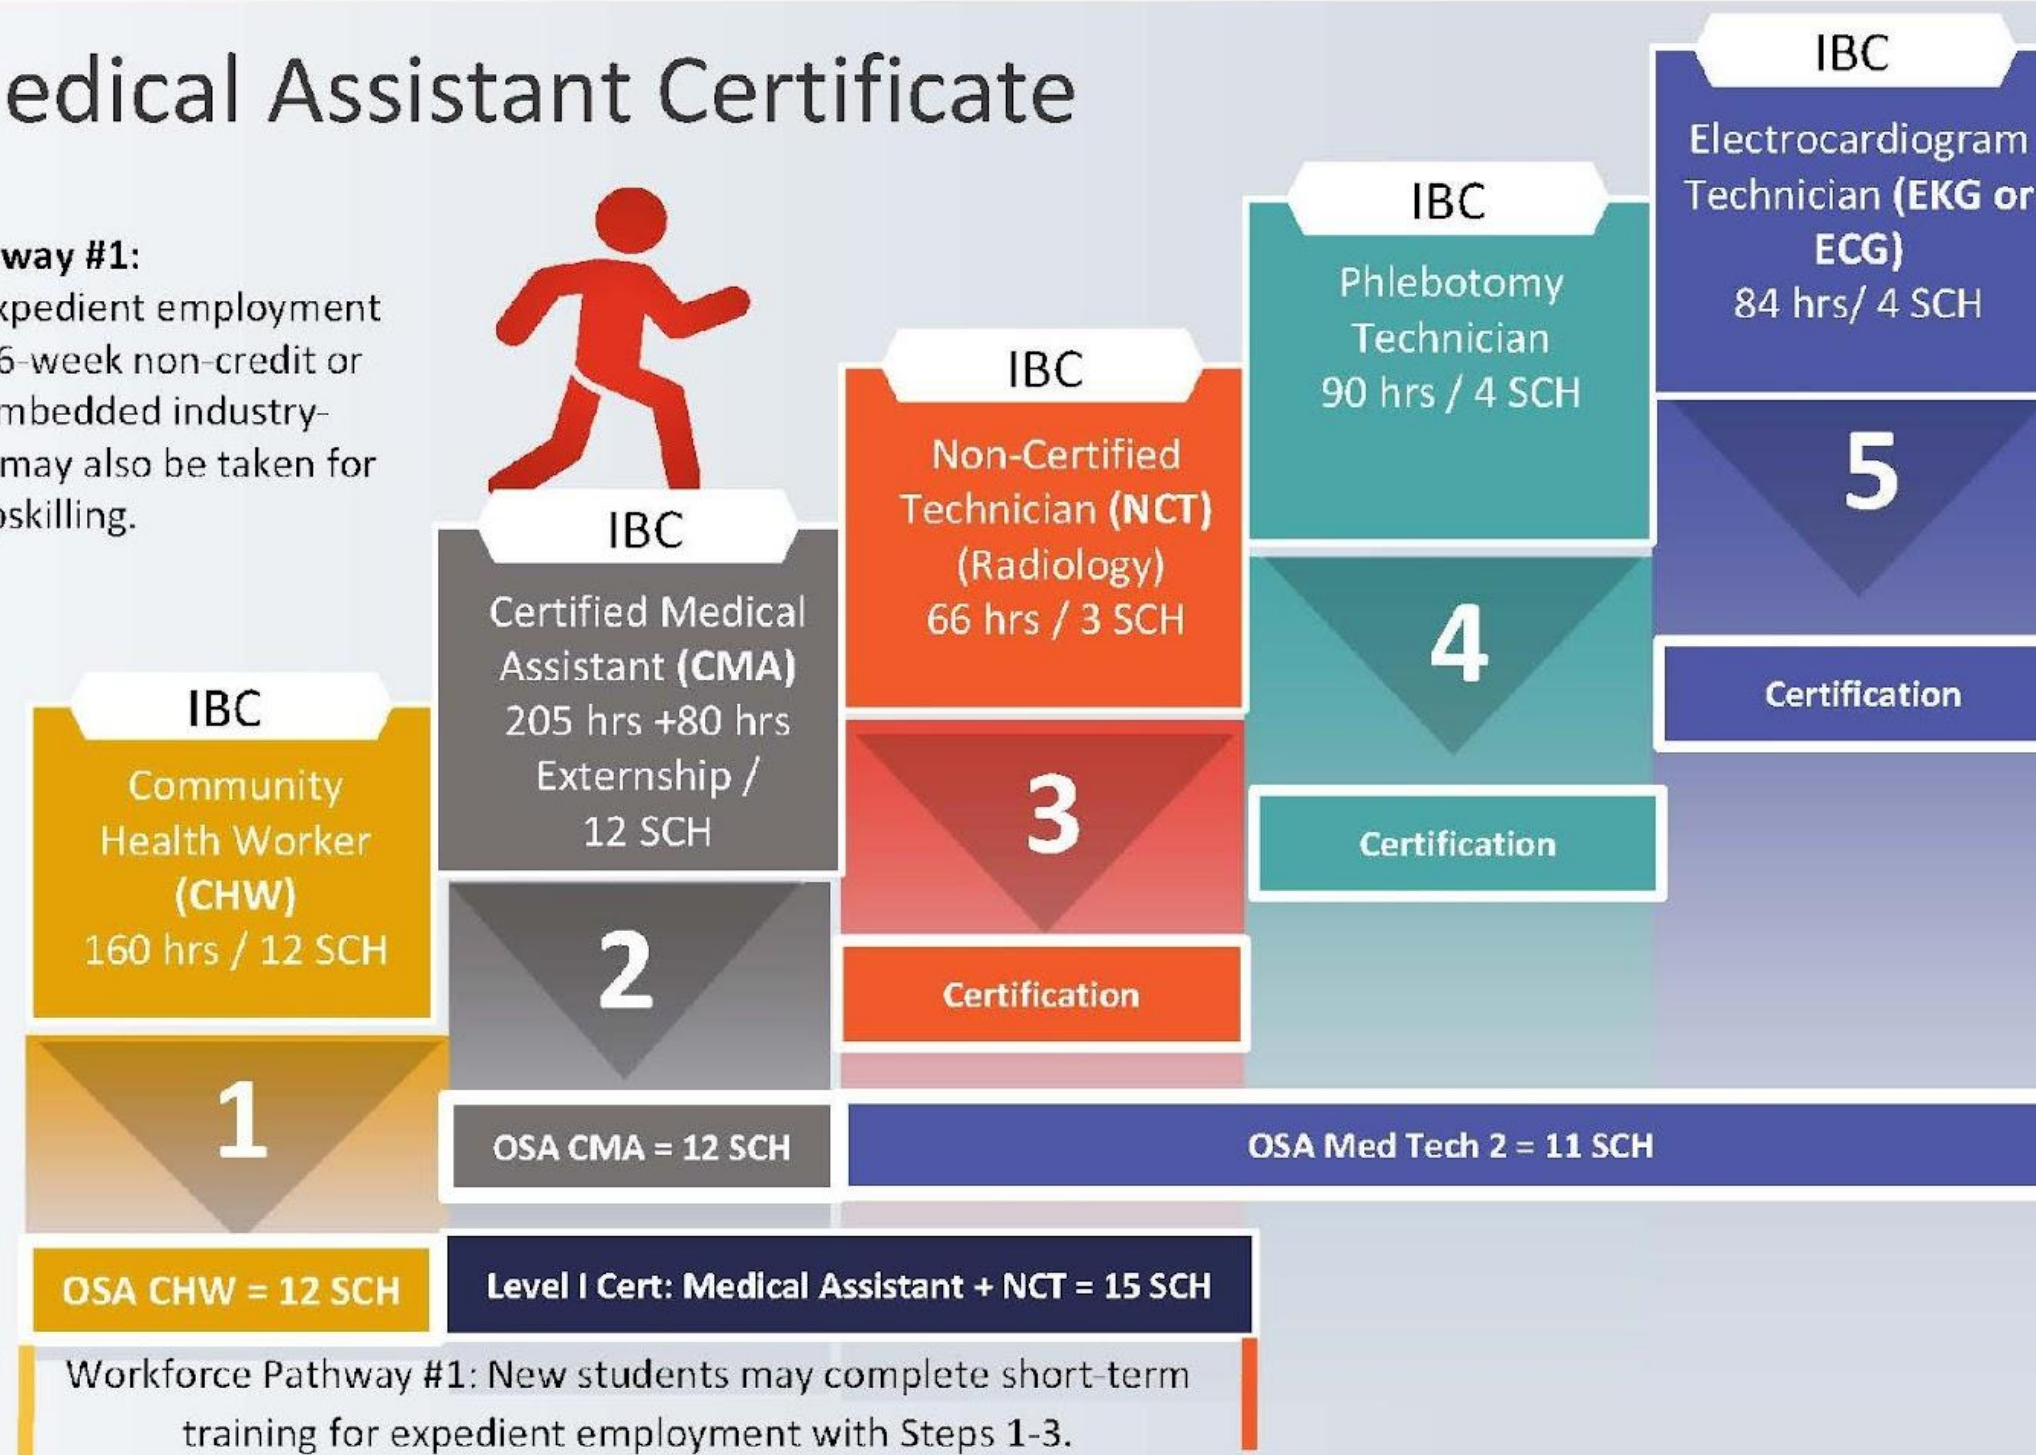 edical Assistant Certificate
way #1:
xpedient employment
6-week non-credit or
mbedded industry-
may also be taken for
oskilling.
IBC
Community
Health Worker
(CHW)
160 hrs / 12 SCH
1
OSA CHW = 12 SCH
IBC
Certified Medical
Assistant (CMA)
205 hrs +80 hrs
Externship /
12 SCH
2
OSA CMA = 12 SCH
IBC
Non-Certified
Technician (NCT)
(Radiology)
66 hrs / 3 SCH
3
Certification
IBC
Phlebotomy
Technician
90 hrs / 4 SCH
4
Certification
IBC
Electrocardiogram
Technician (EKG or
ECG)
84 hrs/ 4 SCH
5
Certification
OSA Med Tech 2 = 11 SCH
Level I Cert: Medical Assistant + NCT = 15 SCH
Workforce Pathway #1: New students may complete short-term
training for expedient employment with Steps 1-3.